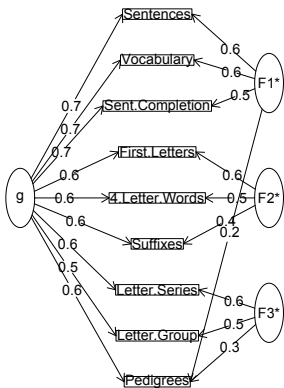 Sentences
0.6
Vocabulary
0.6
F1*
0.5
0.7
Sent.Completion
0.7
0.7
First.Letters
0.6
0.6
g
0.6
4.Letter.Words
0.5
F2*
0.6
0.4
0.2
Suffixes
0.6
0.5
Letter.Series
0.6
0.6
F3*
0.5
Letter.Group
0.3
Pedigrees